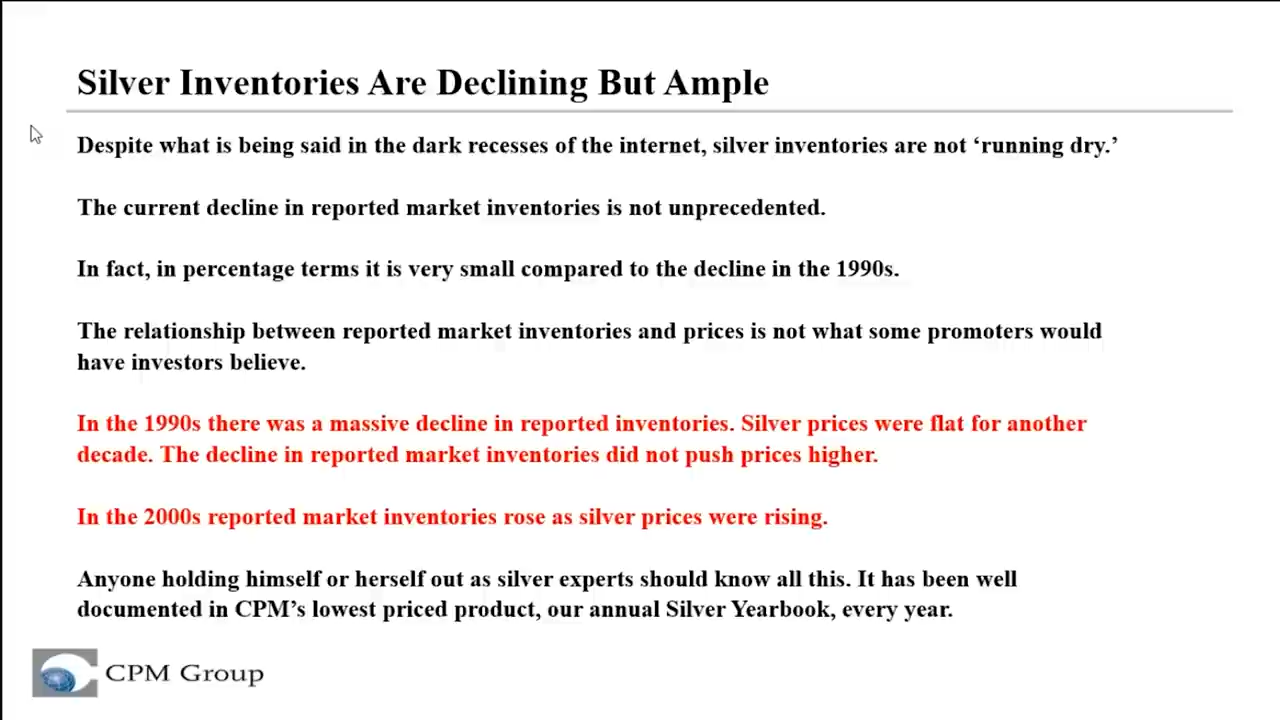 Silver Inventories Are Declining But Ample
Despite what is being said in the dark recesses of the internet, silver inventories are not ‘running dry.’
The current decline in reported market inventories is not unprecedented.
In fact, in percentage terms it is very small compared to the decline in the 1990s.
The relationship between reported market inventories and prices is not what some promoters would
have investors believe.
In the 1990s there was a massive decline in reported inventories. Silver prices were flat for another
decade. The decline in reported market inventories did not push prices higher.
In the 2000s reported market inventories rose as silver prices were rising.
Anyone holding himself or herself out as silver experts should know all this. It has been well
documented in CPM’s lowest priced product, our annual Silver Yearbook, every year.
CPM Group